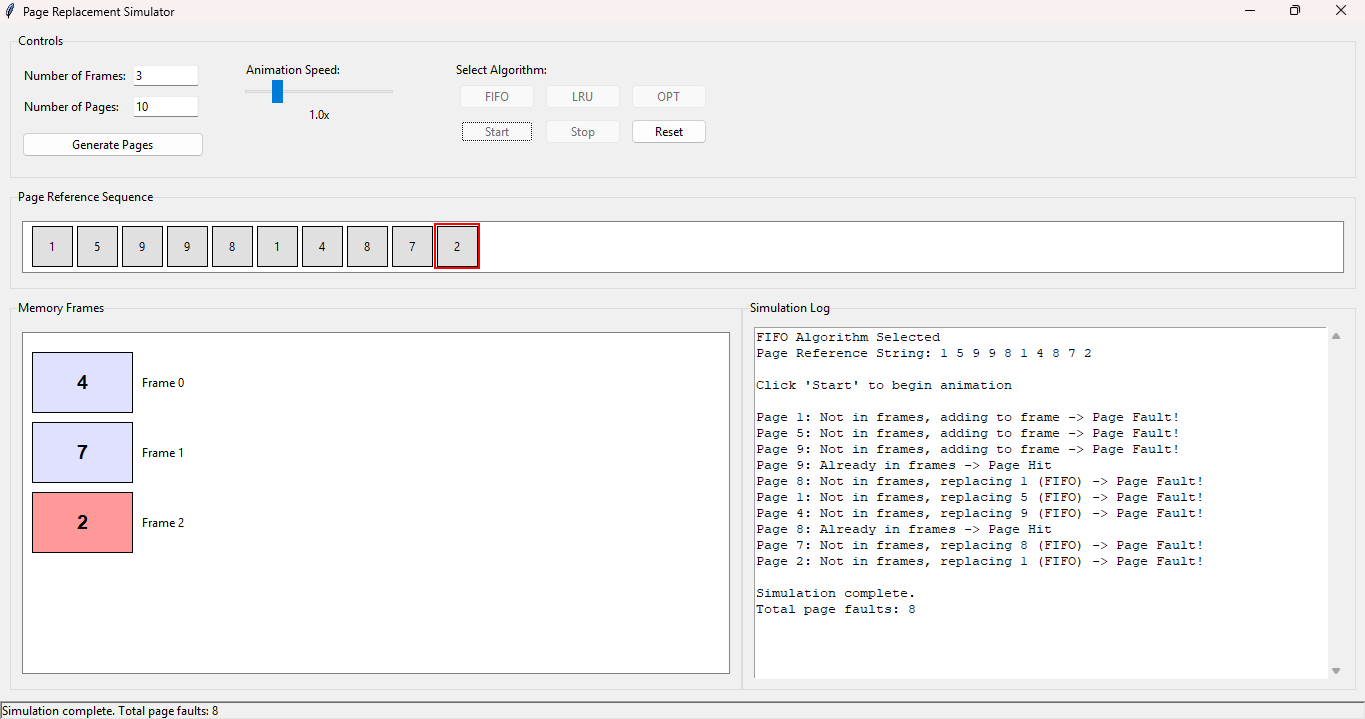 Page Replacement Simulator
Controls
Number of Frames: 3
Number of Pages: 10
Generate Pages
Animation Speed:
1.0x
Select Algorithm:
FIFO LRU OPT
Start Stop Reset
Page Reference Sequence
1 5 9 9 8 1 4 8 7 2
Memory Frames
4 Frame 0
7 Frame 1
2 Frame 2
Simulation Log
FIFO Algorithm Selected
Page Reference String: 1 5 9 9 8 1 4 8 7 2
Click 'Start' to begin animation
Page 1: Not in frames, adding to frame -> Page Fault!
Page 5: Not in frames, adding to frame -> Page Fault!
Page 9: Not in frames, adding to frame -> Page Fault!
Page 9: Already in frames -> Page Hit
Page 8: Not in frames, replacing 1 (FIFO) -> Page Fault!
Page 1: Not in frames, replacing 5 (FIFO) -> Page Fault!
Page 4: Not in frames, replacing 9 (FIFO) -> Page Fault!
Page 8: Already in frames -> Page Hit
Page 7: Not in frames, replacing 8 (FIFO) -> Page Fault!
Page 2: Not in frames, replacing 1 (FIFO) -> Page Fault!
Simulation complete.
Total page faults: 8
Simulation complete. Total page faults: 8